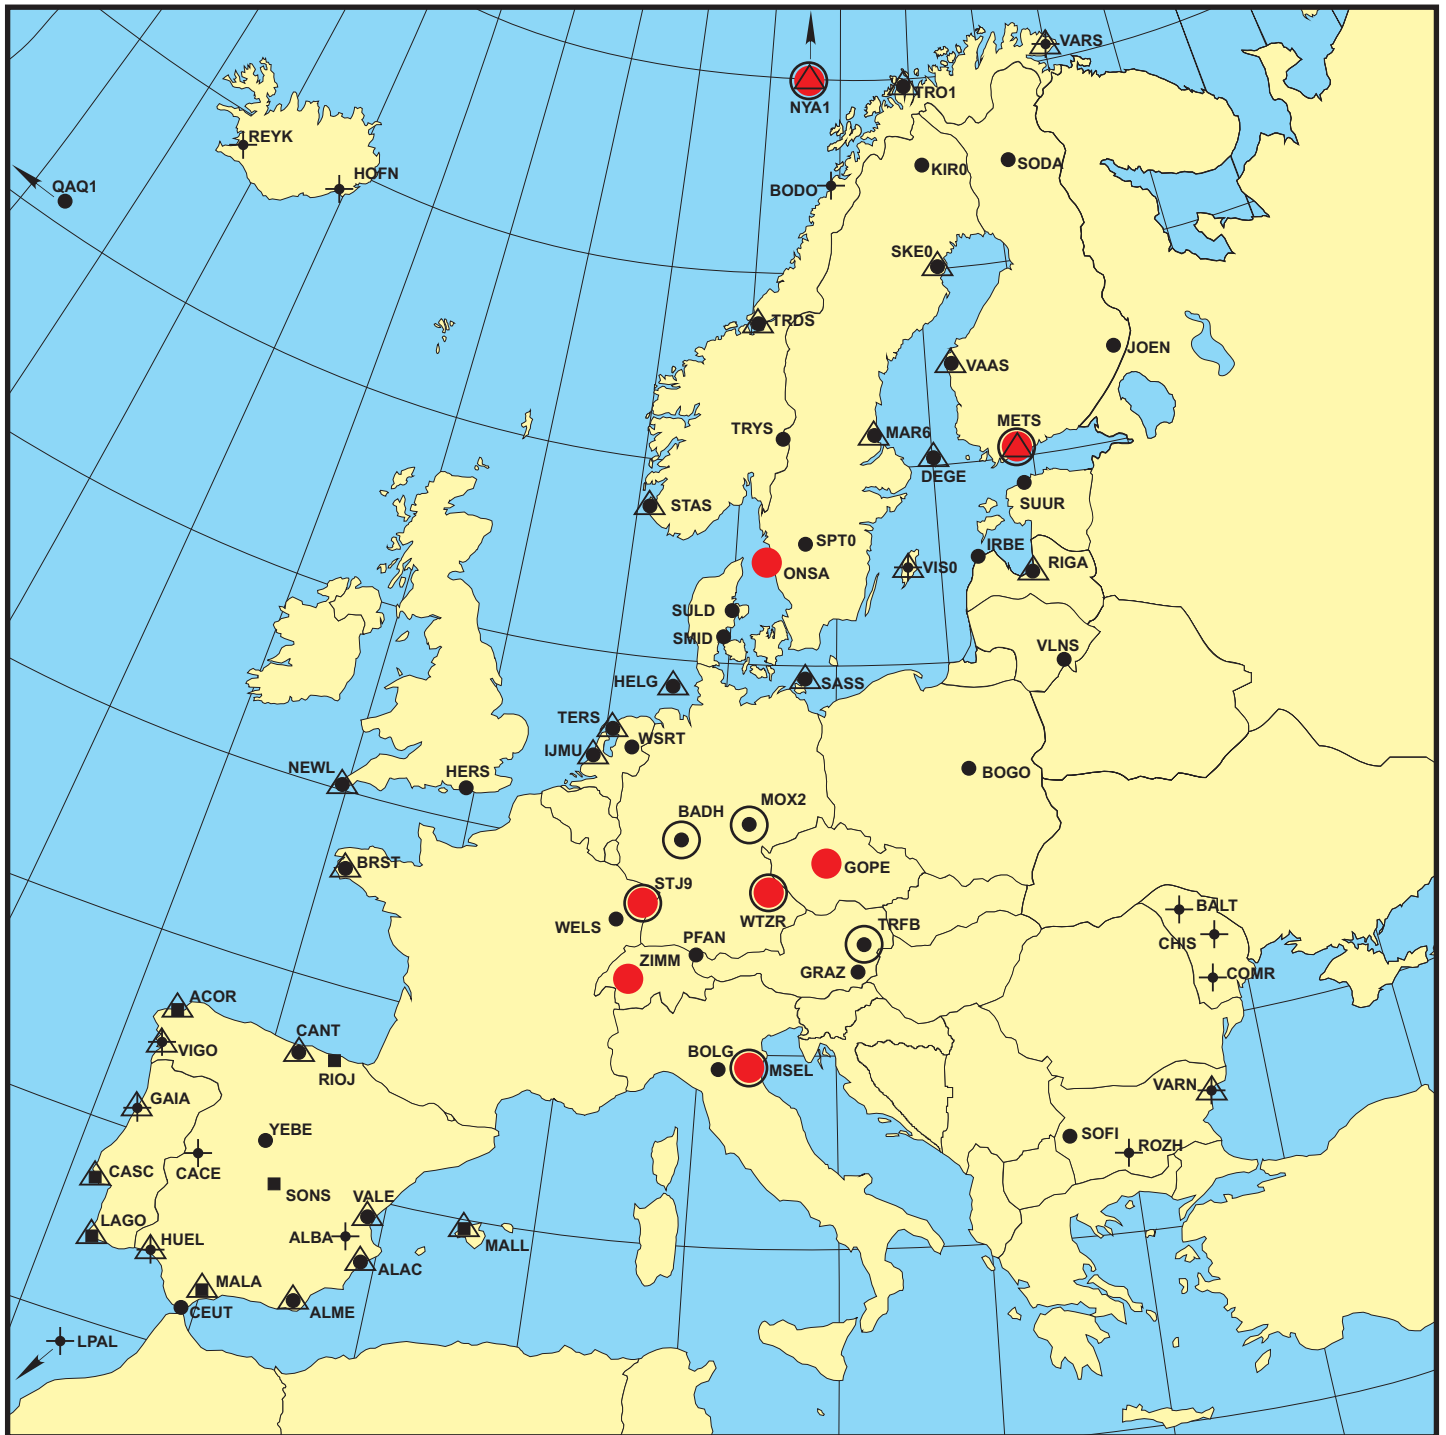 VARS
NYA1
TRO1
REYK
HOFN
QAQ1
BODO
KIR0
SODA
SKE0
TRDS
VAAS
JOEN
TRYS
MAR6
METS
DEGE
STAS
SUUR
SPT0
IRBE
ONSA
VIS0
RIGA
SULD
SMID
VLNS
HELG
SASS
TERS
WSRT
IJMU
NEWL
HERS
BOGO
BADH
MOX2
BRST
GOPE
STJ9
WTZR
WELS
TRFB
BALT
PFAN
CHIS
ZIMM
GRAZ
COMR
ACOR
CANT
VIGO
RIOJ
BOLG
MSEL
VARN
GAIA
YEBE
SOFI
ROZH
CASC
CACE
SONS
VALE
LAGO
HUEL
ALBA
MALL
ALAC
MALA
CEUT
ALME
LPAL